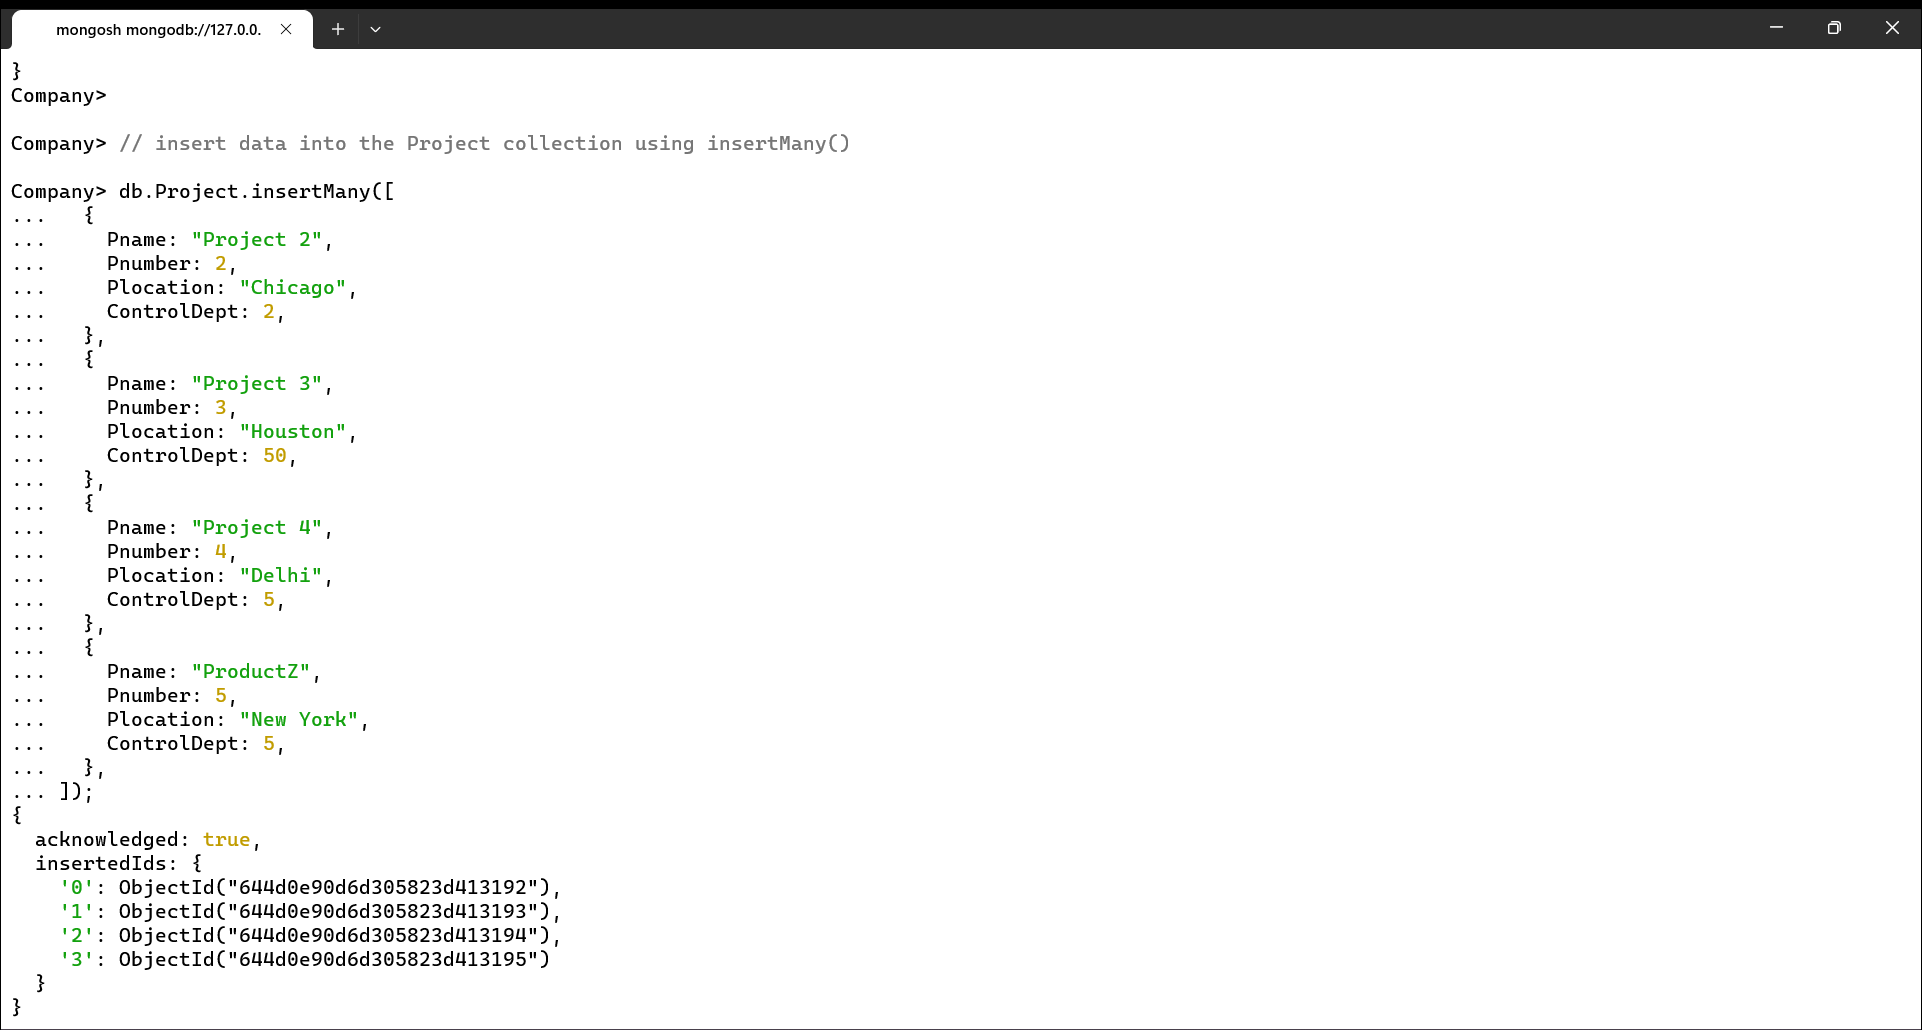 mongosh mongodb://127.0.0.
}
Company>
Company> // insert data into the Project collection using insertMany()
Company> db.Project.insertMany([
...   {
...     Pname: "Project 2",
...     Pnumber: 2,
...     Plocation: "Chicago",
...     ControlDept: 2,
...   },
...   {
...     Pname: "Project 3",
...     Pnumber: 3,
...     Plocation: "Houston",
...     ControlDept: 50,
...   },
...   {
...     Pname: "Project 4",
...     Pnumber: 4,
...     Plocation: "Delhi",
...     ControlDept: 5,
...   },
...   {
...     Pname: "ProductZ",
...     Pnumber: 5,
...     Plocation: "New York",
...     ControlDept: 5,
...   },
... ]);
{
  acknowledged: true,
  insertedIds: {
    '0': ObjectId("644d0e90d6d305823d413192"),
    '1': ObjectId("644d0e90d6d305823d413193"),
    '2': ObjectId("644d0e90d6d305823d413194"),
    '3': ObjectId("644d0e90d6d305823d413195")
  }
}